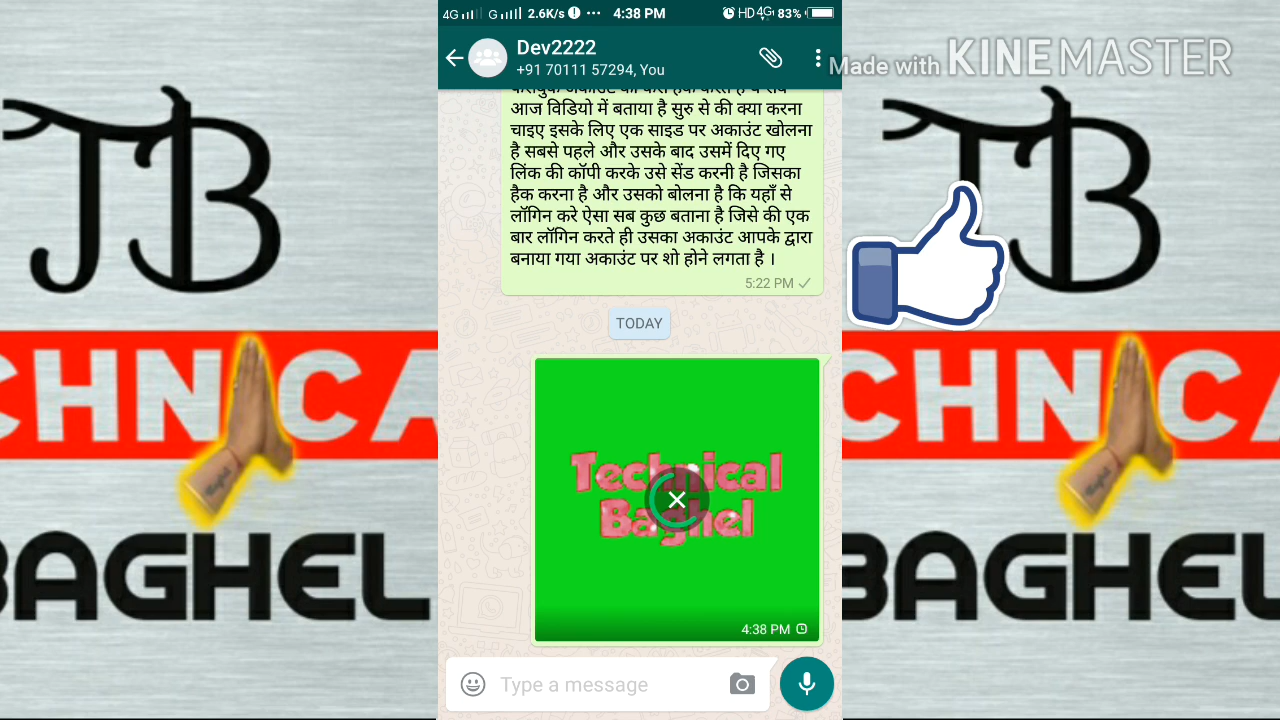 4G G 2.6K/s 4:38 PM HD 4G 83%
Dev2222
+91 70111 57294, You
Made with KINEMASTER
आज विडियो में बताया है सुरु से की क्या करना
चाइए इसके लिए एक साइड पर अकाउंट खोलना
है सबसे पहले और उसके बाद उसमें दिए गए
लिंक की कॉपी करके उसे सेंड करनी है जिसका
हैक करना है और उसको बोलना है कि यहाँ से
लॉगिन करे ऐसा सब कुछ बताना है जिसे की एक
बार लॉगिन करते ही उसका अकाउंट आपके द्वारा
बनाया गया अकाउंट पर शो होने लगता है ।
5:22 PM
TODAY
Technical
Baghel
4:38 PM
Type a message
JB
CHNICA
BAGHEL
B
CHNICA
BAGHEL